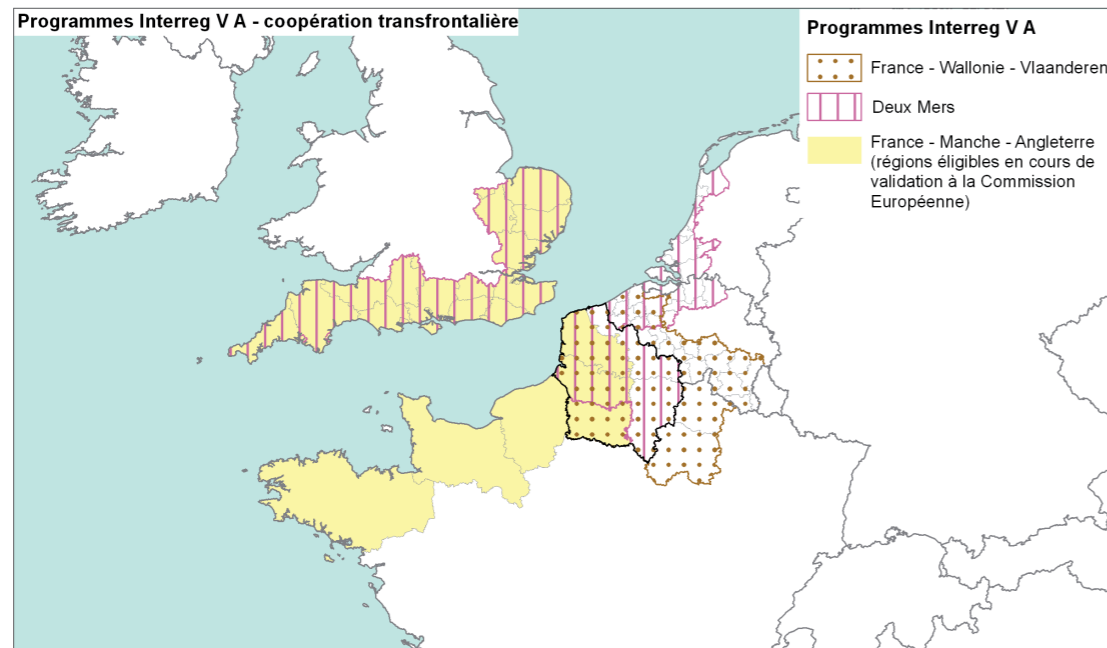 Programmes Interreg V A - coopération transfrontalière
Programmes Interreg V A
France - Wallonie - Vlaanderen
Deux Mers
France - Manche - Angleterre
(régions éligibles en cours de
validation à la Commission
Européenne)